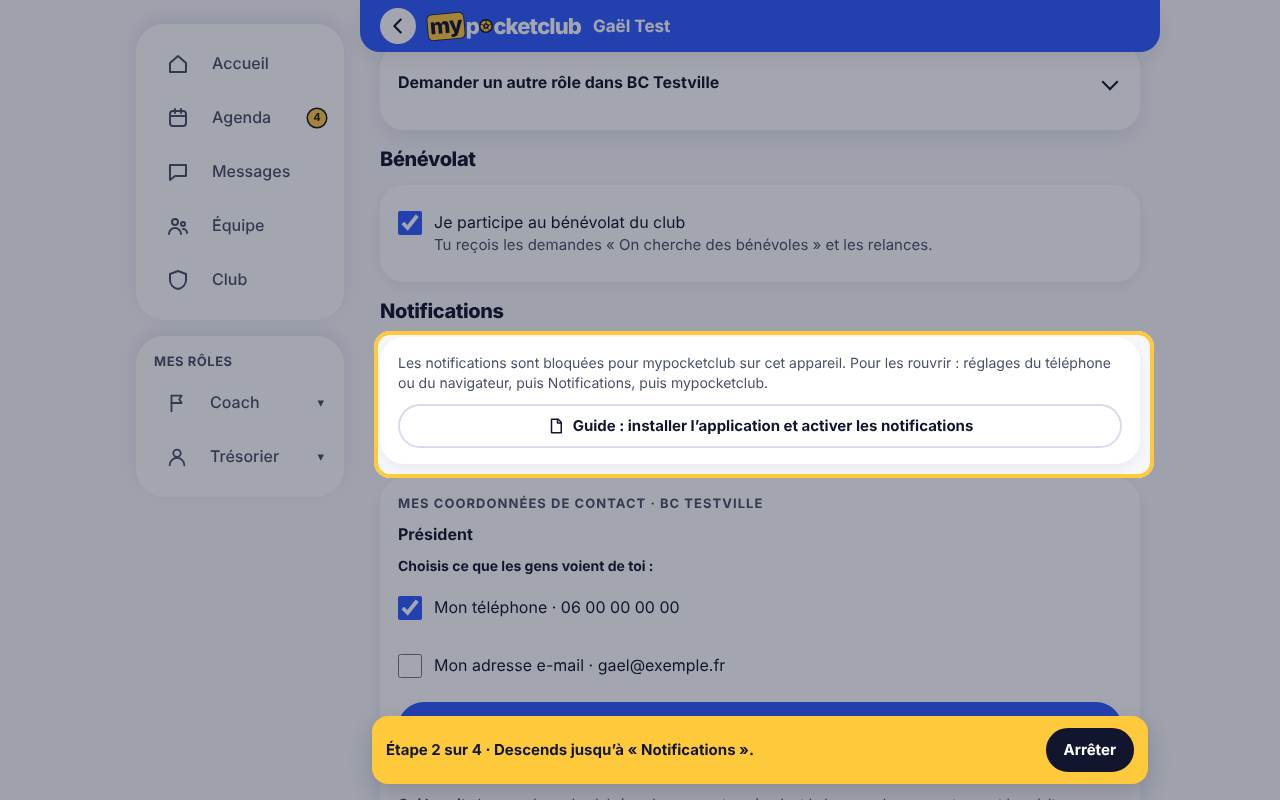 Accueil
Agenda
4
Messages
Équipe
Club
MES RÔLES
Coach
Trésorier
mypocketclub Gaël Test
Demander un autre rôle dans BC Testville
Bénévolat
Je participe au bénévolat du club
Tu reçois les demandes « On cherche des bénévoles » et les relances.
Notifications
Les notifications sont bloquées pour mypocketclub sur cet appareil. Pour les rouvrir : réglages du téléphone
ou du navigateur, puis Notifications, puis mypocketclub.
Guide : installer l’application et activer les notifications
MES COORDONNÉES DE CONTACT · BC TESTVILLE
Président
Choisis ce que les gens voient de toi :
Mon téléphone · 06 00 00 00 00
Mon adresse e-mail · gael@exemple.fr
Étape 2 sur 4 · Descends jusqu’à « Notifications ».
Arrêter